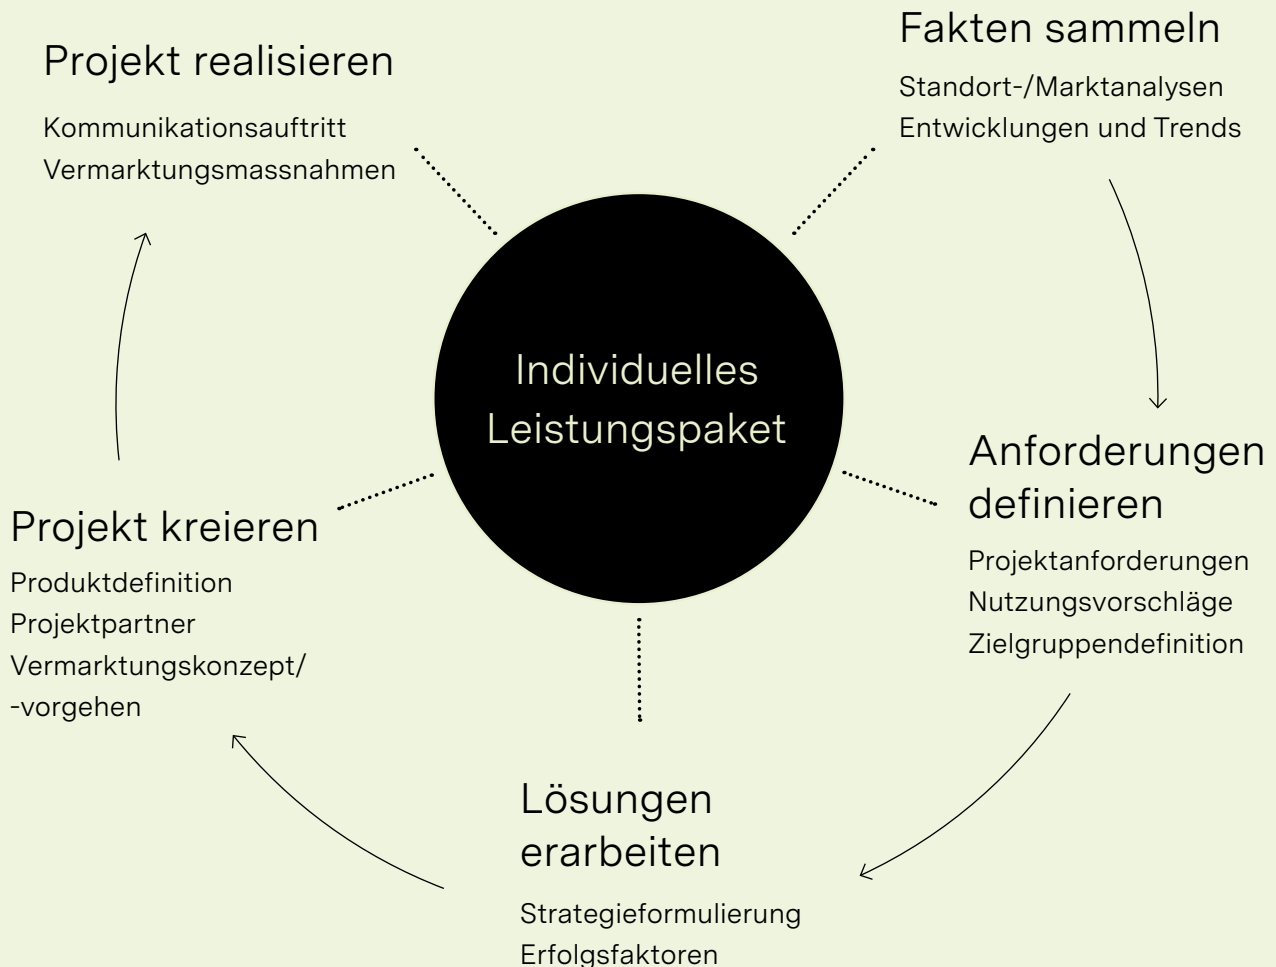 Projekt realisieren
Kommunikationsauftritt
Vermarktungsmassnahmen
Fakten sammeln
Standort-/Marktanalysen
Entwicklungen und Trends
Individuelles
Leistungspaket
Anforderungen
definieren
Projektanforderungen
Nutzungsvorschläge
Zielgruppendefinition
Projekt kreieren
Produktdefinition
Projektpartner
Vermarktungskonzept/
-vorgehen
Lösungen
erarbeiten
Strategieformulierung
Erfolgsfaktoren